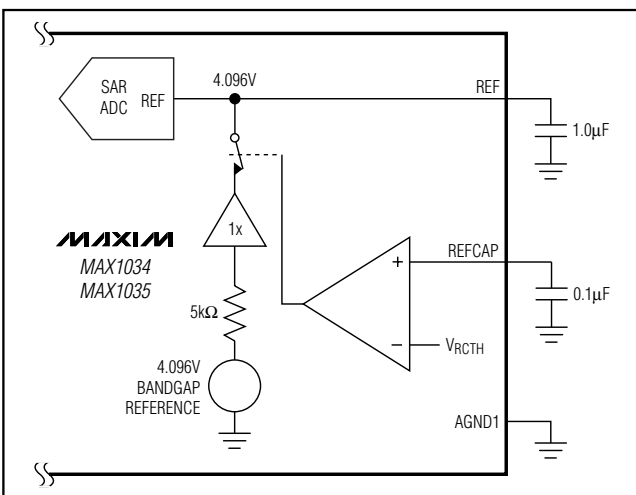 SAR
ADC
REF
4.096V
REF
1.0µF
1x
MAXIM
MAX1034
MAX1035
REFCAP
+
0.1µF
5kΩ
−
VRCTH
4.096V
BANDGAP
REFERENCE
AGND1